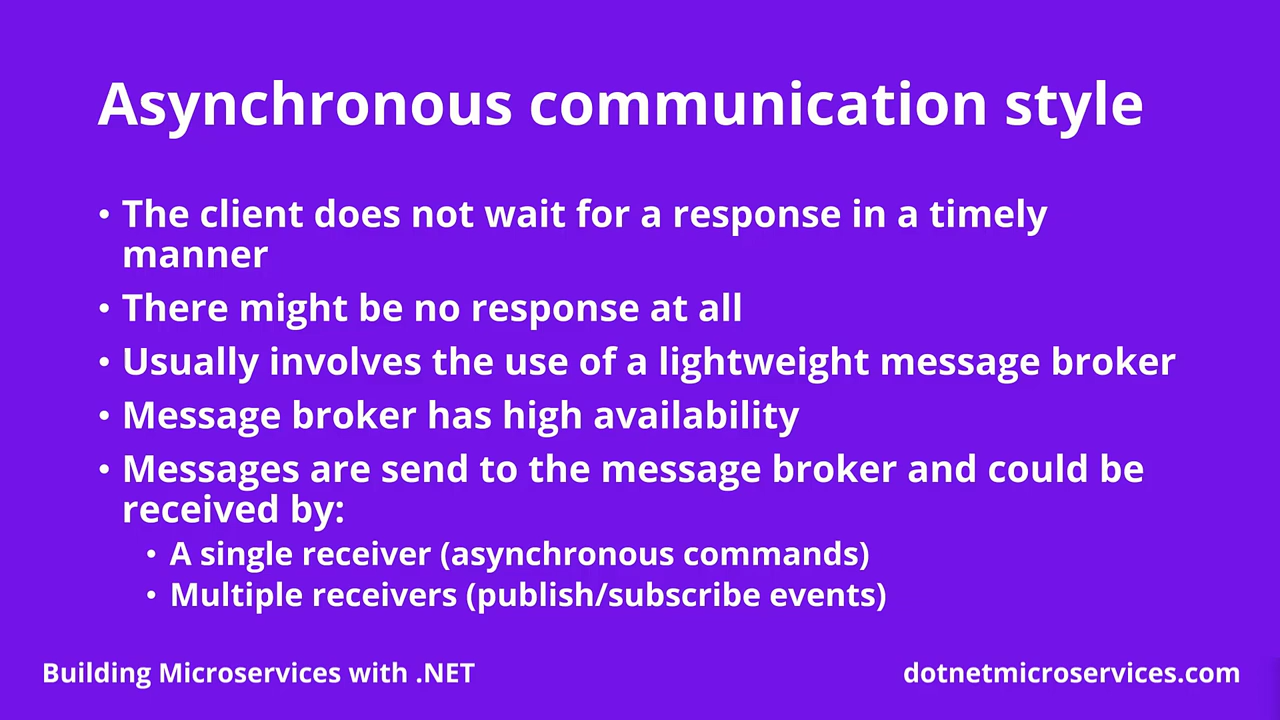 Asynchronous communication style
• The client does not wait for a response in a timely
manner
• There might be no response at all
• Usually involves the use of a lightweight message broker
• Message broker has high availability
• Messages are send to the message broker and could be
received by:
• A single receiver (asynchronous commands)
• Multiple receivers (publish/subscribe events)
Building Microservices with .NET
dotnetmicroservices.com